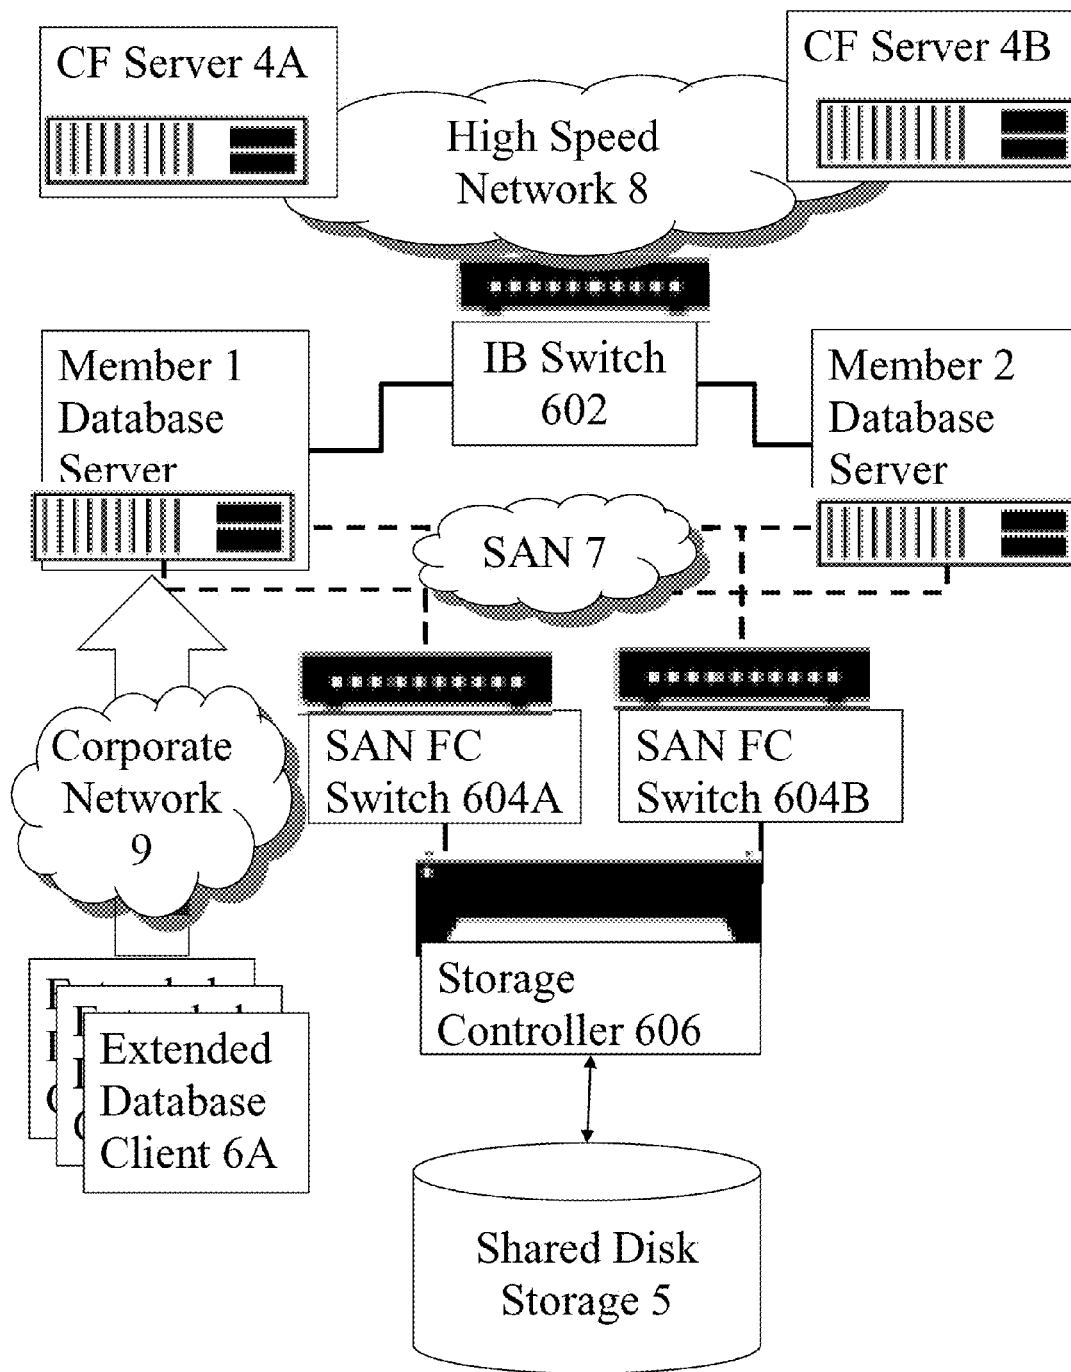 CF Server 4A
CF Server 4B
High Speed
Network 8
IB Switch
602
Member 1
Database
Server
Member 2
Database
Server
SAN 7
SAN FC
Switch 604A
SAN FC
Switch 604B
Corporate
Network
9
Storage
Controller 606
Extended
Database
Client 6A
Shared Disk
Storage 5